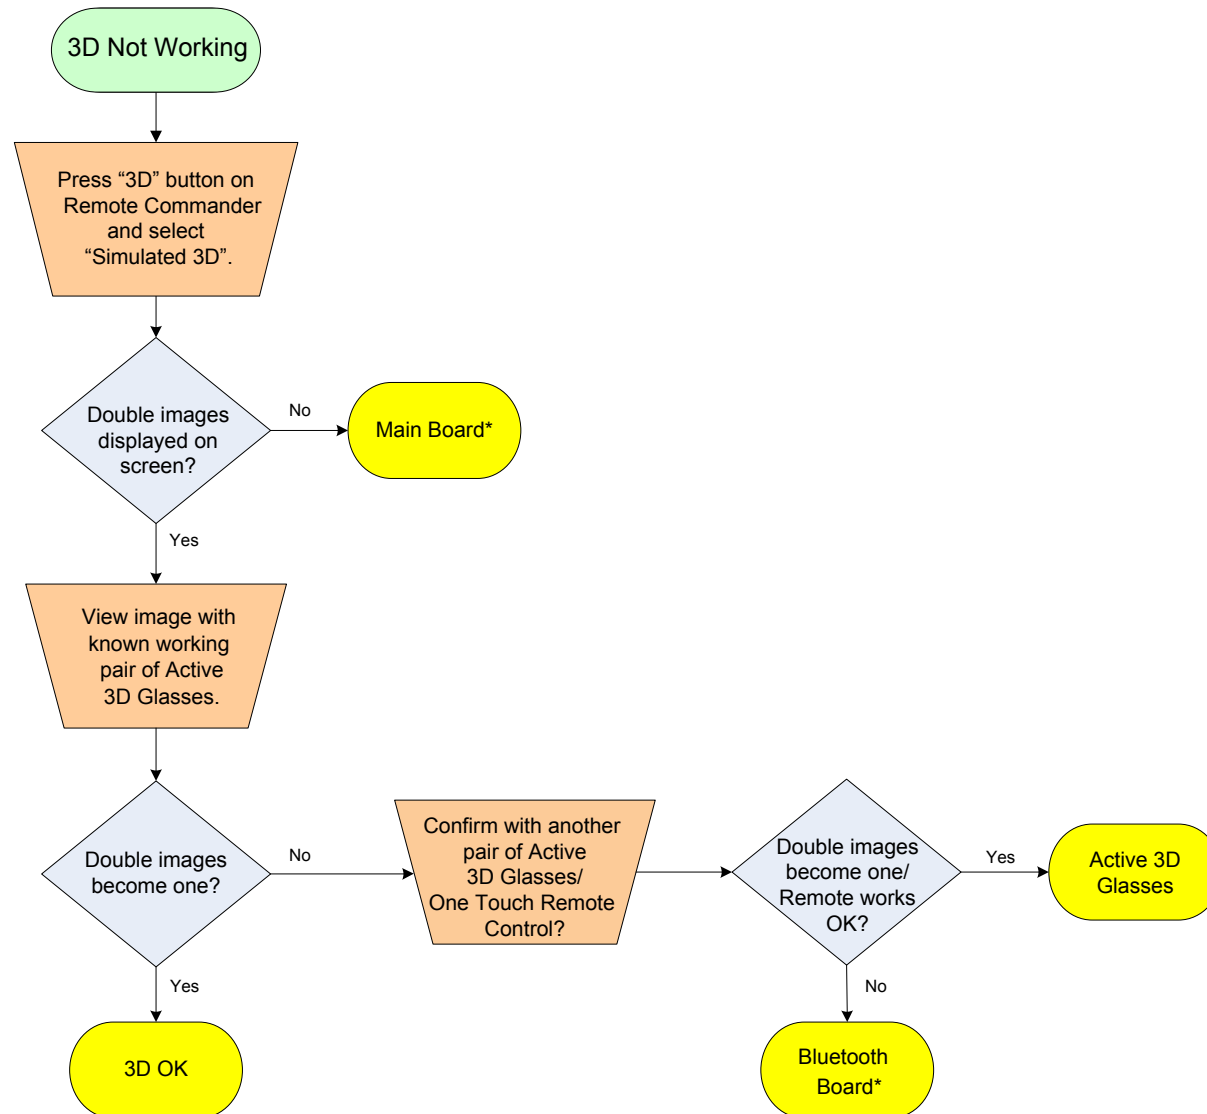 3D Not Working
Press “3D” button on
Remote Commander
and select
“Simulated 3D”.
Double images
displayed on
screen?
No
Main Board*
Yes
View image with
known working
pair of Active
3D Glasses.
Double images
become one?
No
Confirm with another
pair of Active
3D Glasses/
One Touch Remote
Control?
Double images
become one/
Remote works
OK?
Yes
Active 3D
Glasses
Yes
3D OK
No
Bluetooth
Board*